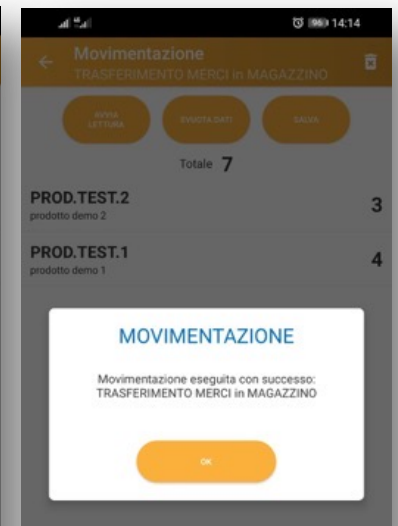 96 14:14
Movimentazione
TRASFERIMENTO MERCI in MAGAZZINO
AVVIA
LETTURA
SVUOTA DATI
SALVA
Totale 7
PROD.TEST.2
prodotto demo 2
3
PROD.TEST.1
prodotto demo 1
4
MOVIMENTAZIONE
Movimentazione eseguita con successo:
TRASFERIMENTO MERCI in MAGAZZINO
OK